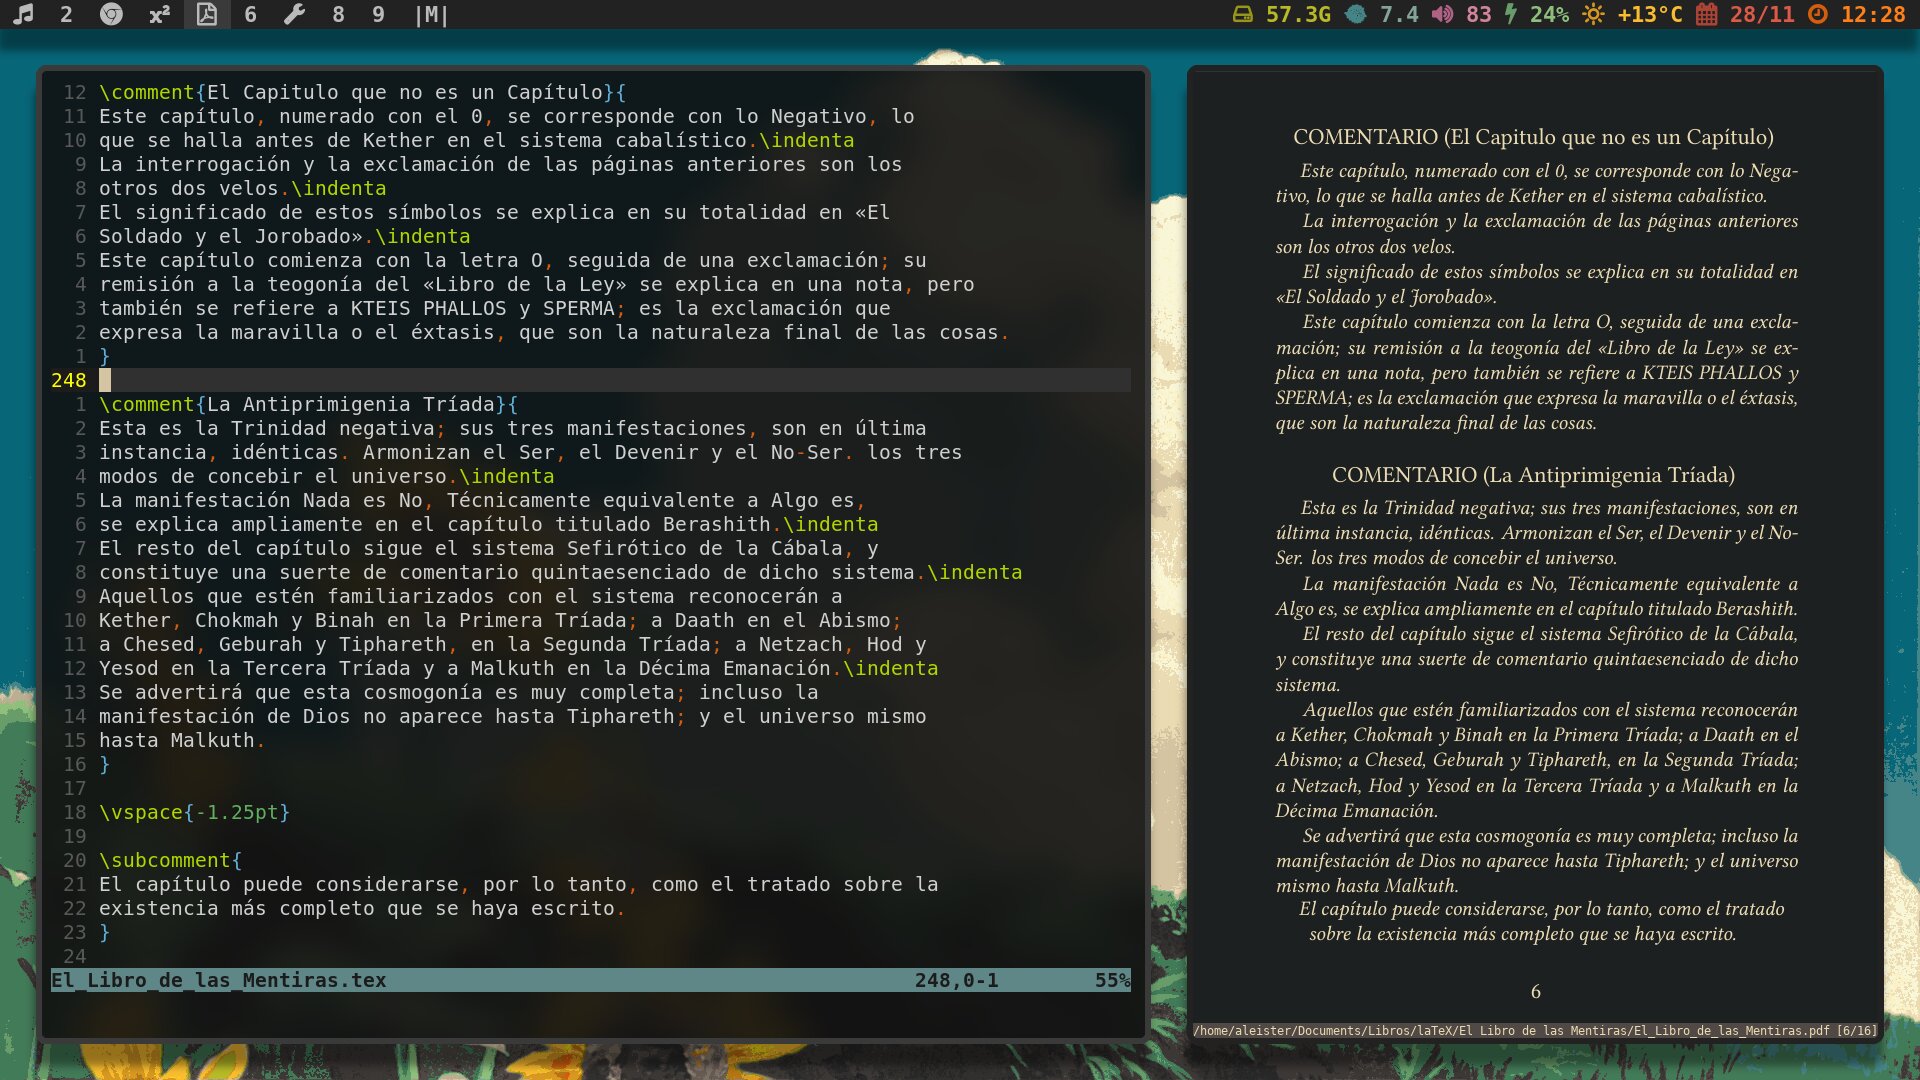 2 x² 6 8 9 |M| 57.3G 7.4 83 24% +13°C 28/11 12:28
12 \comment{El Capitulo que no es un Capítulo}{
11 Este capítulo, numerado con el 0, se corresponde con lo Negativo, lo
10 que se halla antes de Kether en el sistema cabalístico.\indenta
9 La interrogación y la exclamación de las páginas anteriores son los
8 otros dos velos.\indenta
7 El significado de estos símbolos se explica en su totalidad en «El
6 Soldado y el Jorobado».\indenta
5 Este capítulo comienza con la letra O, seguida de una exclamación; su
4 remisión a la teogonía del «Libro de la Ley» se explica en una nota, pero
3 también se refiere a KTEIS PHALLOS y SPERMA; es la exclamación que
2 expresa la maravilla o el éxtasis, que son la naturaleza final de las cosas.
1 }
248
1 \comment{La Antiprimigenia Tríada}{
2 Esta es la Trinidad negativa; sus tres manifestaciones, son en última
3 instancia, idénticas. Armonizan el Ser, el Devenir y el No-Ser. los tres
4 modos de concebir el universo.\indenta
5 La manifestación Nada es No, Técnicamente equivalente a Algo es,
6 se explica ampliamente en el capítulo titulado Berashith.\indenta
7 El resto del capítulo sigue el sistema Sefirótico de la Cábala, y
8 constituye una suerte de comentario quintaesenciado de dicho sistema.\indenta
9 Aquellos que estén familiarizados con el sistema reconocerán a
10 Kether, Chokmah y Binah en la Primera Tríada; a Daath en el Abismo;
11 a Chesed, Geburah y Tiphareth, en la Segunda Tríada; a Netzach, Hod y
12 Yesod en la Tercera Tríada y a Malkuth en la Décima Emanación.\indenta
13 Se advertirá que esta cosmogonía es muy completa; incluso la
14 manifestación de Dios no aparece hasta Tiphareth; y el universo mismo
15 hasta Malkuth.
16 }
17
18 \vspace{-1.25pt}
19
20 \subcomment{
21 El capítulo puede considerarse, por lo tanto, como el tratado sobre la
22 existencia más completo que se haya escrito.
23 }
24
El_Libro_de_las_Mentiras.tex 248,0-1 55%
COMENTARIO (El Capitulo que no es un Capítulo)
Este capítulo, numerado con el 0, se corresponde con lo Nega-
tivo, lo que se halla antes de Kether en el sistema cabalístico.
La interrogación y la exclamación de las páginas anteriores
son los otros dos velos.
El significado de estos símbolos se explica en su totalidad en
«El Soldado y el Jorobado».
Este capítulo comienza con la letra O, seguida de una excla-
mación; su remisión a la teogonía del «Libro de la Ley» se ex-
plica en una nota, pero también se refiere a KTEIS PHALLOS y
SPERMA; es la exclamación que expresa la maravilla o el éxtasis,
que son la naturaleza final de las cosas.
COMENTARIO (La Antiprimigenia Tríada)
Esta es la Trinidad negativa; sus tres manifestaciones, son en
última instancia, idénticas. Armonizan el Ser, el Devenir y el No-
Ser. los tres modos de concebir el universo.
La manifestación Nada es No, Técnicamente equivalente a
Algo es, se explica ampliamente en el capítulo titulado Berashith.
El resto del capítulo sigue el sistema Sefirótico de la Cábala,
y constituye una suerte de comentario quintaesenciado de dicho
sistema.
Aquellos que estén familiarizados con el sistema reconocerán
a Kether, Chokmah y Binah en la Primera Tríada; a Daath en el
Abismo; a Chesed, Geburah y Tiphareth, en la Segunda Tríada;
a Netzach, Hod y Yesod en la Tercera Tríada y a Malkuth en la
Décima Emanación.
Se advertirá que esta cosmogonía es muy completa; incluso la
manifestación de Dios no aparece hasta Tiphareth; y el universo
mismo hasta Malkuth.
El capítulo puede considerarse, por lo tanto, como el tratado
sobre la existencia más completo que se haya escrito.
6
/home/aleister/Documents/Libros/laTeX/El Libro de las Mentiras/El_Libro_de_las_Mentiras.pdf [6/16]